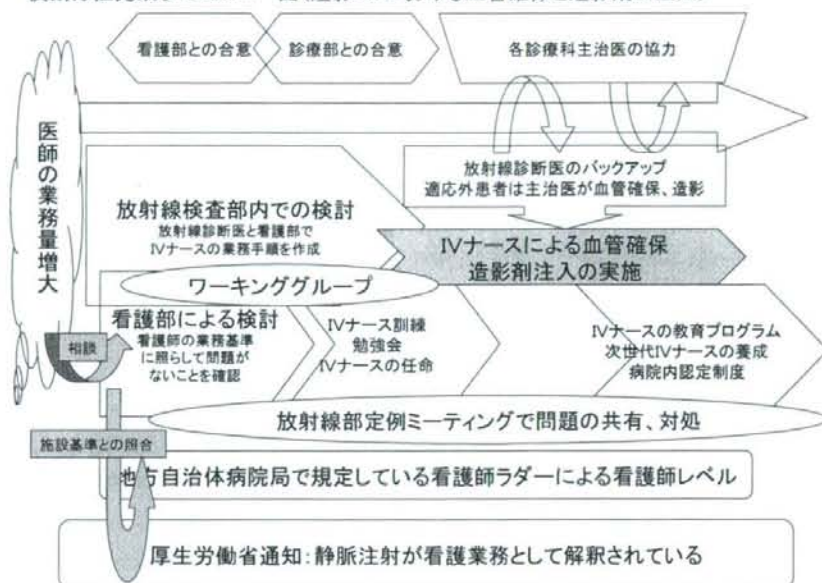 看護部との合意
診療部との合意
各診療科主治医の協力
医師の業務量増大
放射線診断医のバックアップ
適応外患者は主治医が血管確保、造影
放射線検査部内での検討
放射線診断医と看護部で
IVナースの業務手順を作成
IVナースによる血管確保
造影剤注入の実施
ワーキンググループ
看護部による検討
看護師の業務基準
に照らして問題が
ないことを確認
相談
IVナース訓練
勉強会
IVナースの任命
IVナースの教育プログラム
次世代IVナースの養成
病院内認定制度
放射線部定例ミーティングで問題の共有、対処
施設基準との照合
地方自治体病院局で規定している看護師ラダーによる看護師レベル
厚生労働省通知:静脈注射が看護業務として解釈されている